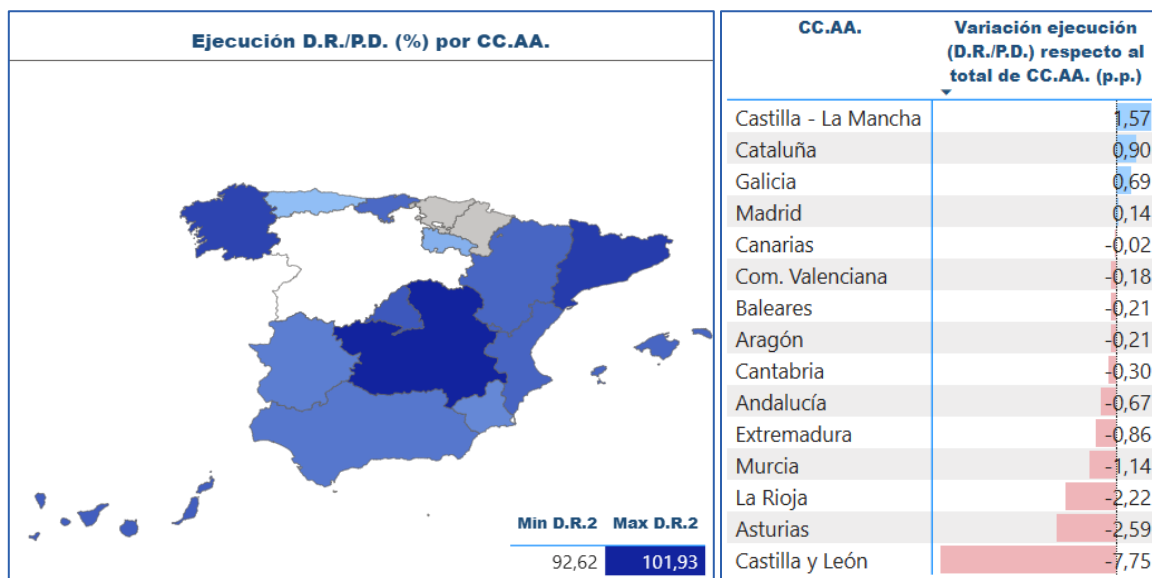 Ejecución D.R./P.D. (%) por CC.AA.
Min D.R.2 Max D.R.2
92,62 101,93
CC.AA. Variación ejecución
(D.R./P.D.) respecto al
total de CC.AA. (p.p.)
Castilla - La Mancha 1,57
Cataluña 0,90
Galicia 0,69
Madrid 0,14
Canarias -0,02
Com. Valenciana -0,18
Baleares -0,21
Aragón -0,21
Cantabria -0,30
Andalucía -0,67
Extremadura -0,86
Murcia -1,14
La Rioja -2,22
Asturias -2,59
Castilla y León -7,75